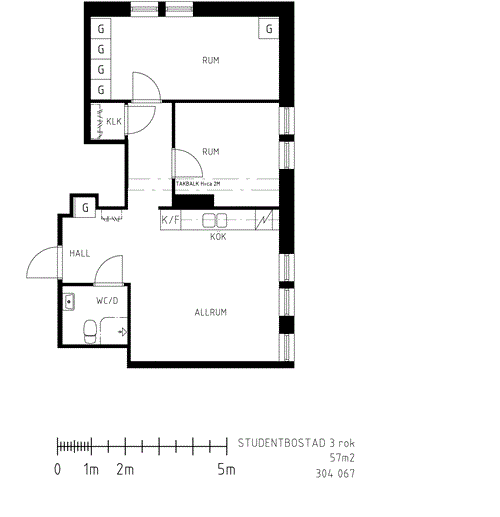 G
G
G
G
G
RUM
KLK
RUM
TAKBALK H=ca 2M
G
K/F
KÖK
HALL
WC/D
ALLRUM
STUDENTBOSTAD 3 rok
57m2
304 067
0 1m 2m 5m